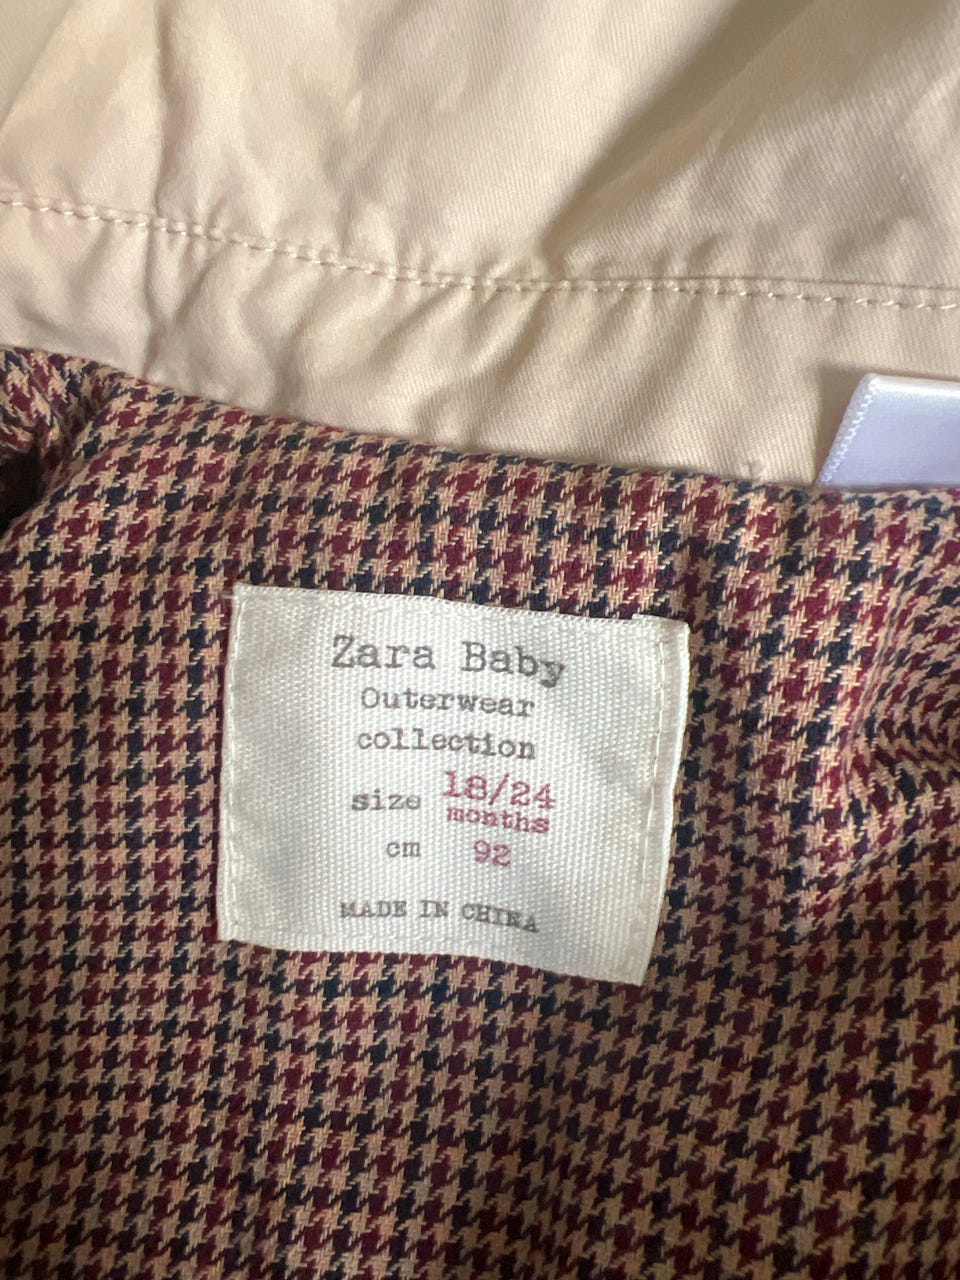 Zara Baby
Outerwear
collection
size 18/24
months
cm 92
MADE IN CHINA